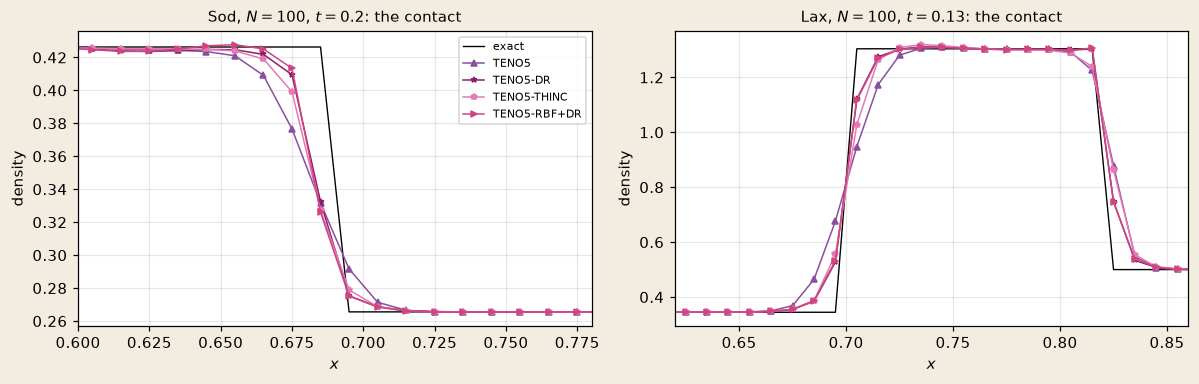 Sod, N = 100, t = 0.2: the contact
density
0.42
0.40
0.38
0.36
0.34
0.32
0.30
0.28
0.26
exact
TENO5
TENO5-DR
TENO5-THINC
TENO5-RBF+DR
0.600 0.625 0.650 0.675 0.700 0.725 0.750 0.775
x
Lax, N = 100, t = 0.13: the contact
density
1.2
1.0
0.8
0.6
0.4
0.65 0.70 0.75 0.80 0.85
x